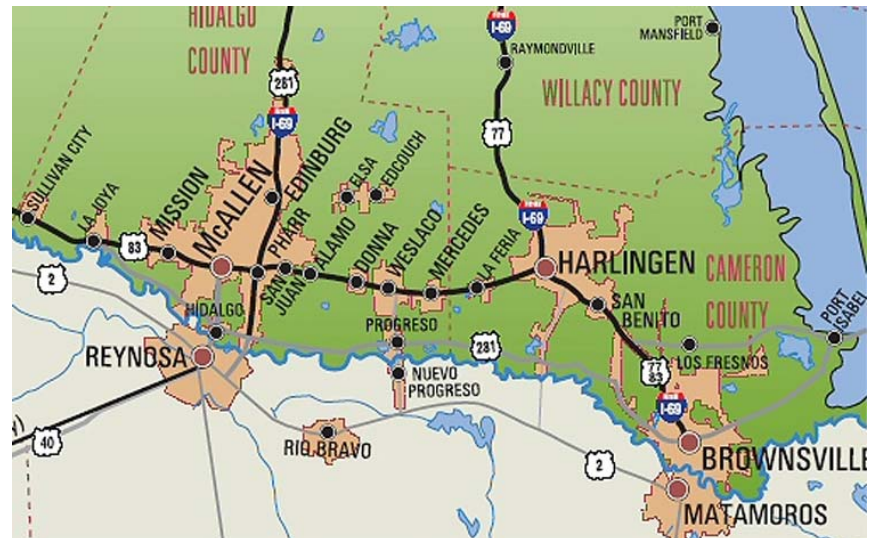 HIDALGO
COUNTY
PORT
MANSFIELD
I-69
RAYMONDVILLE
WILLACY COUNTY
281
I-69
77
SULLIVAN CITY
LA JOYA
MISSION
McALLEN
EDINBURG
PHARR
SAN
JUAN
ALAMO
ELSA
EDCOUCH
DONNA
WESLACO
MERCEDES
LA FERIA
I-69
HARLINGEN
CAMERON
COUNTY
83
2
HIDALGO
PROGRESO
SAN
BENITO
PORT
ISABEL
REYNOSA
281
LOS FRESNOS
NUEVO
PROGRESO
77
83
I-69
40
RIO BRAVO
2
BROWNSVILLE
MATAMOROS